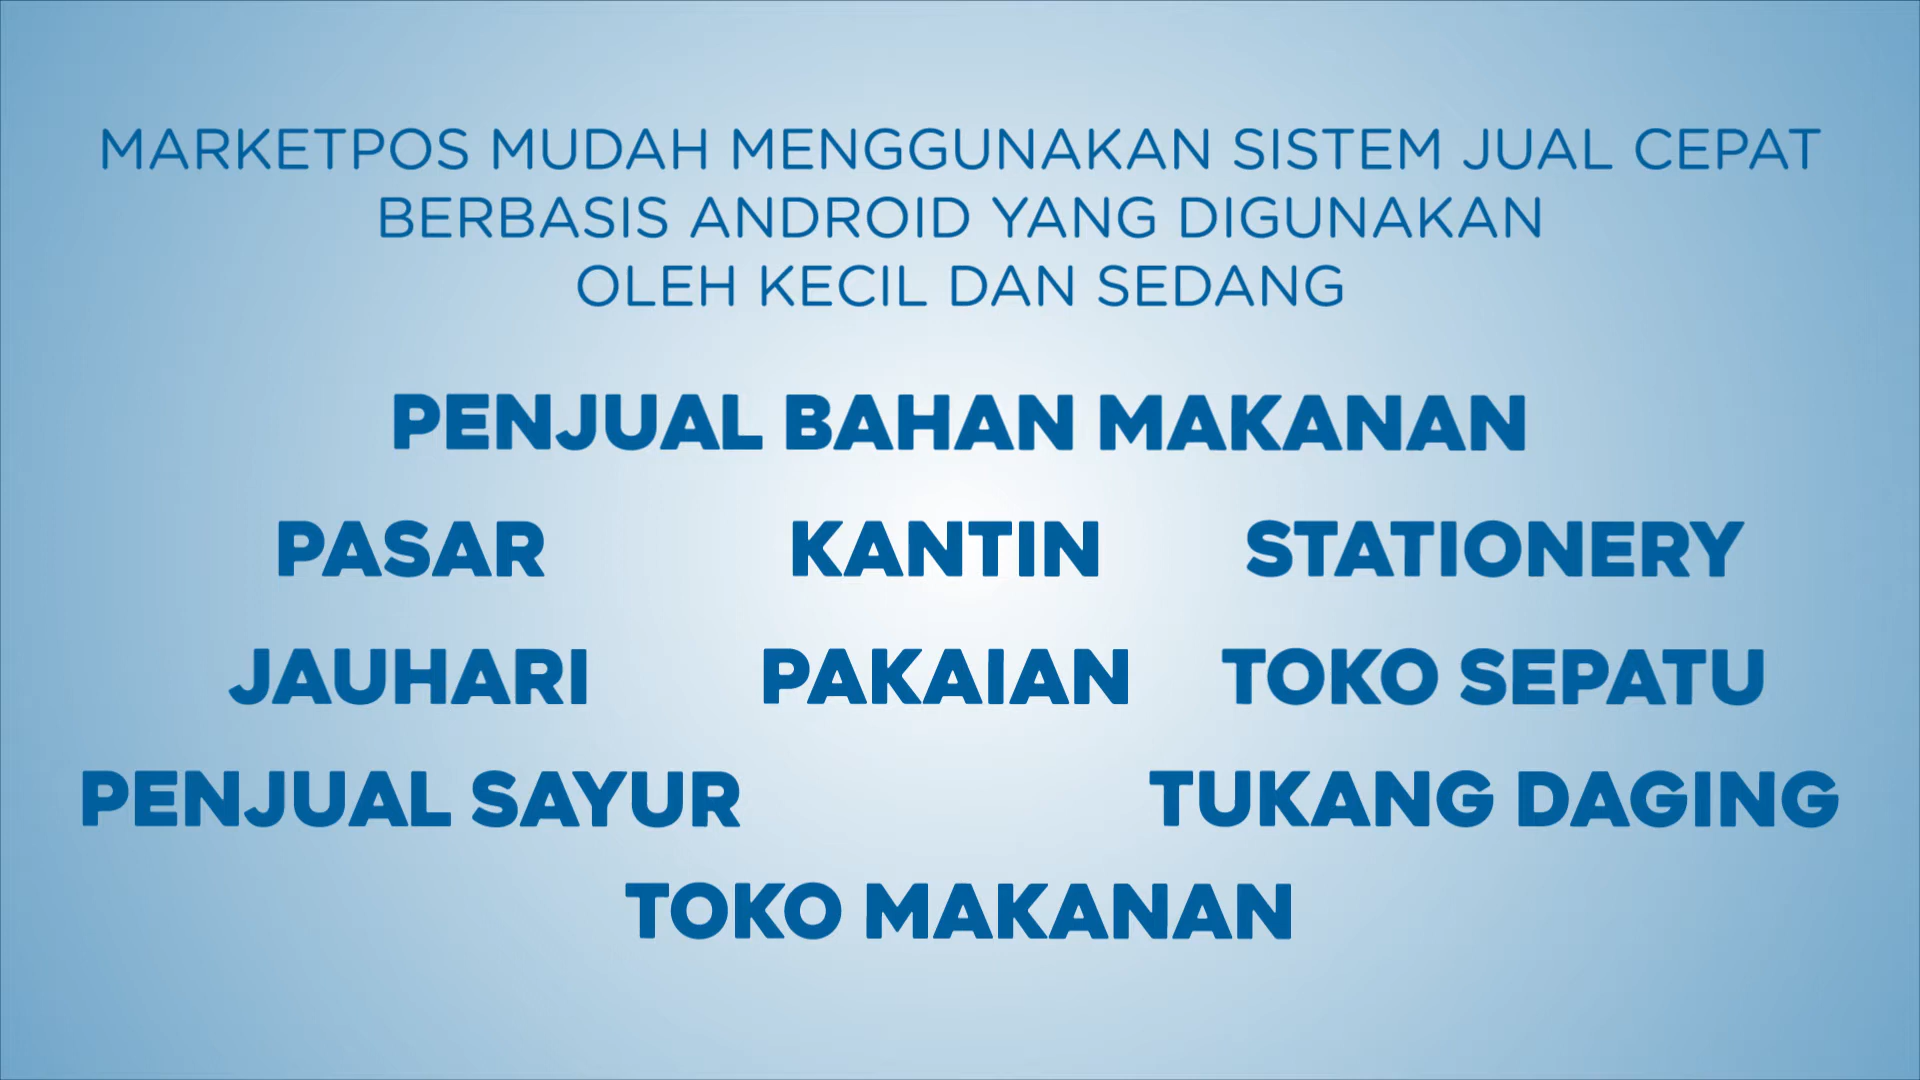 MARKETPOS MUDAH MENGGUNAKAN SISTEM JUAL CEPAT
BERBASIS ANDROID YANG DIGUNAKAN
OLEH KECIL DAN SEDANG
PENJUAL BAHAN MAKANAN
PASAR KANTIN STATIONERY
JAUHARI PAKAIAN TOKO SEPATU
PENJUAL SAYUR TUKANG DAGING
TOKO MAKANAN